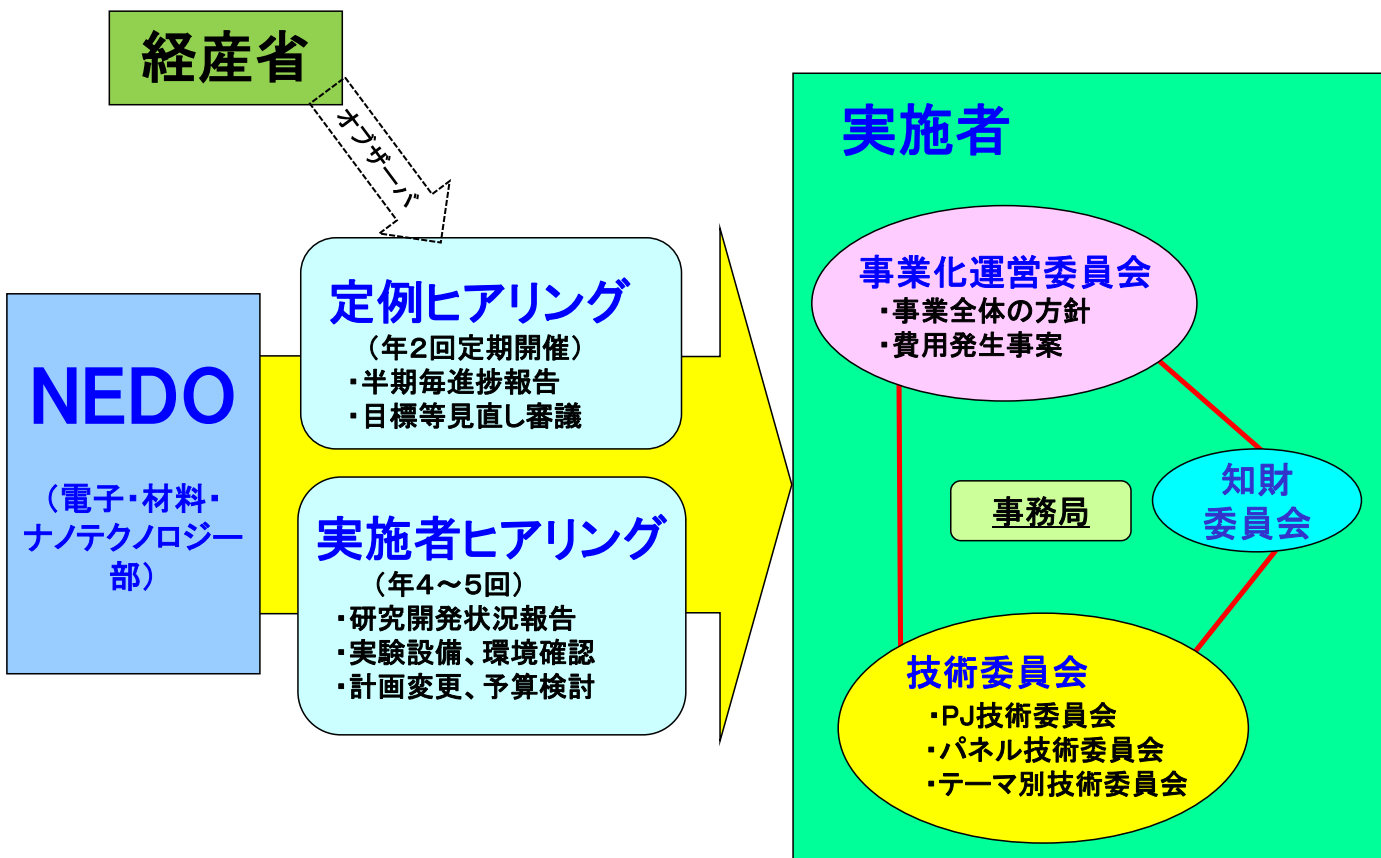 経産省
オブザーバ
NEDO
（電子・材料・
ナノテクノロジー
部）
定例ヒアリング
（年２回定期開催）
・半期毎進捗報告
・目標等見直し審議
実施者ヒアリング
（年４～５回）
・研究開発状況報告
・実験設備、環境確認
・計画変更、予算検討
実施者
事業化運営委員会
・事業全体の方針
・費用発生事案
知財
委員会
事務局
技術委員会
・PJ技術委員会
・パネル技術委員会
・テーマ別技術委員会